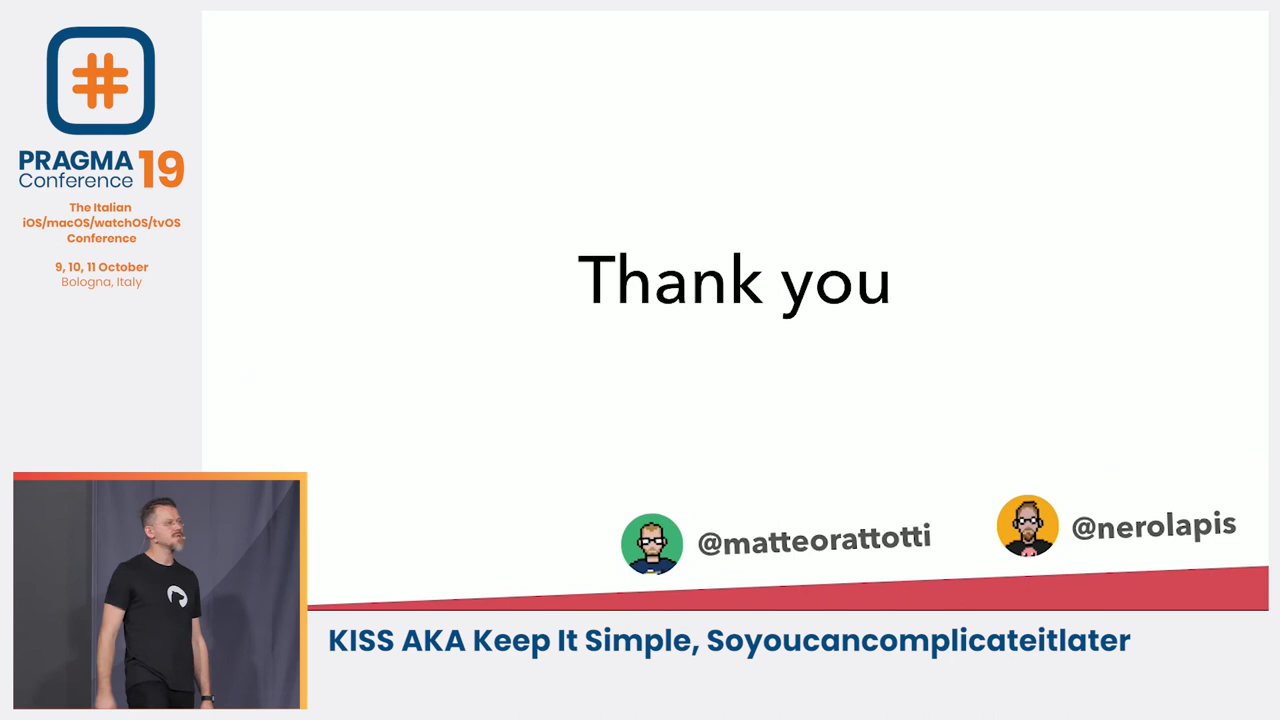 #
PRAGMA
Conference
19
The Italian
iOS/macOS/watchOS/tvOS
Conference
9, 10, 11 October
Bologna, Italy
Thank you
@matteorattotti
@nerolapis
KISS AKA Keep It Simple, Soyoucancomplicateitlater